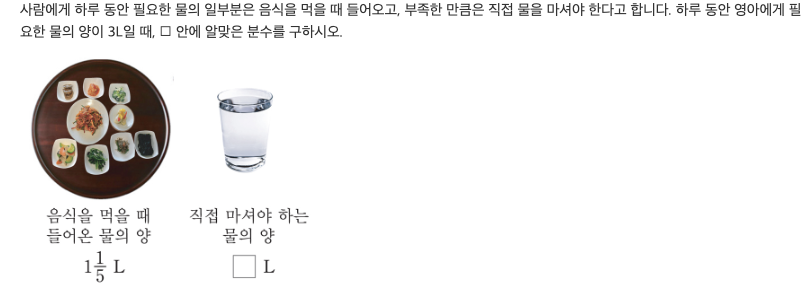 사람에게 하루 동안 필요한 물의 일부분은 음식을 먹을 때 들어오고, 부족한 만큼은 직접 물을 마셔야 한다고 합니다. 하루 동안 영아에게 필
요한 물의 양이 3L일 때, □ 안에 알맞은 분수를 구하시오.
음식을 먹을 때
들어온 물의 양
1 1/5 L
직접 마셔야 하는
물의 양
□ L